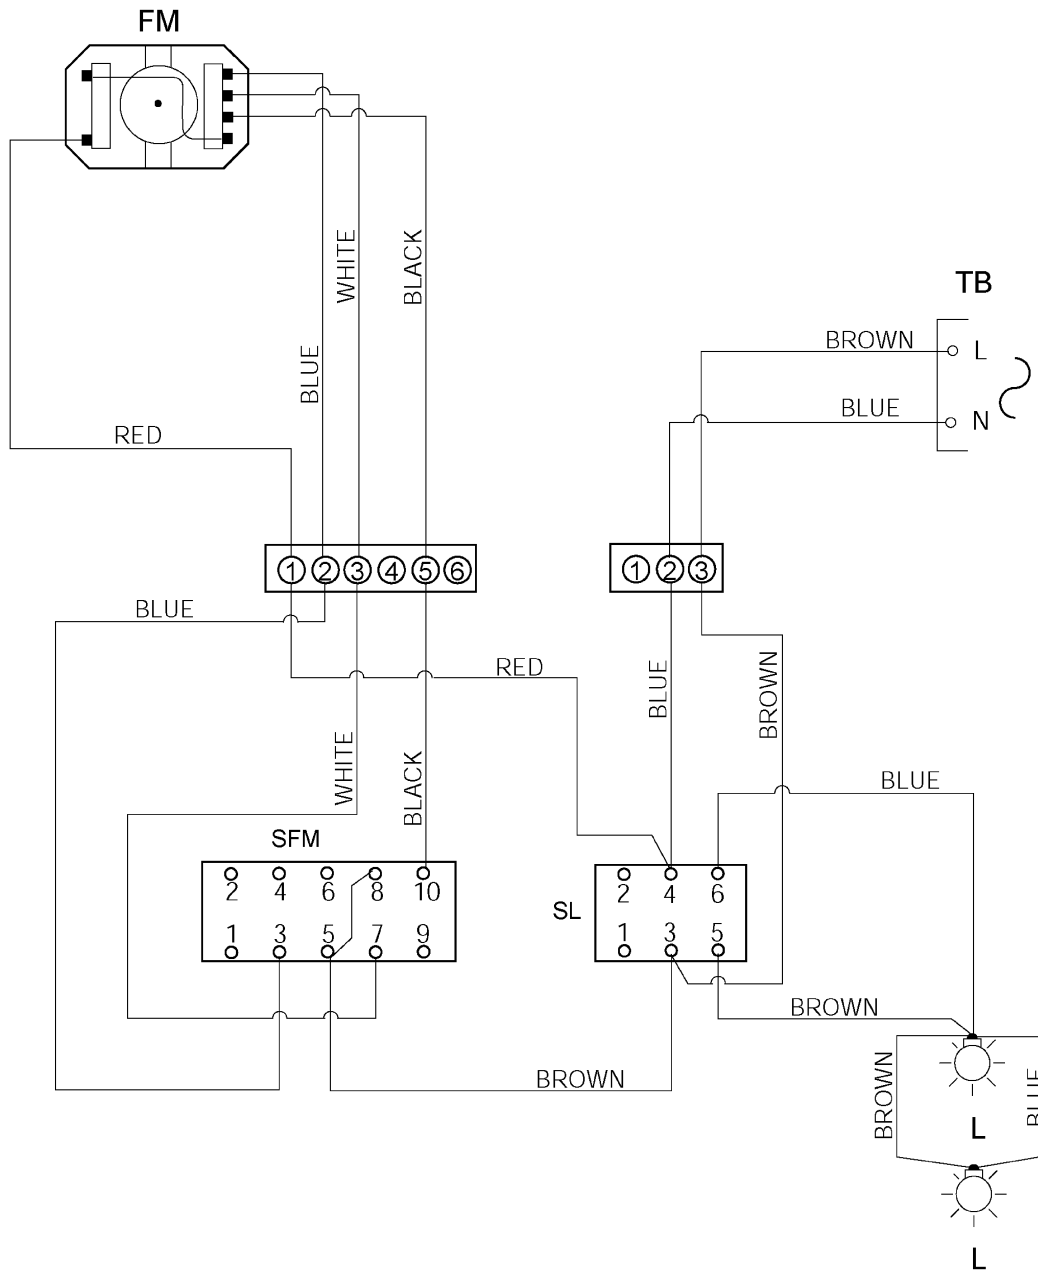 FM
WHITE
BLACK
BLUE
TB
BROWN
L
BLUE
N
RED
1 2 3 4 5 6
1 2 3
BLUE
RED
BLUE
BROWN
WHITE
BLACK
BLUE
SFM
2 4 6 8 10
1 3 5 7 9
SL
2 4 6
1 3 5
BROWN
BROWN
BROWN
BLUE
L
L